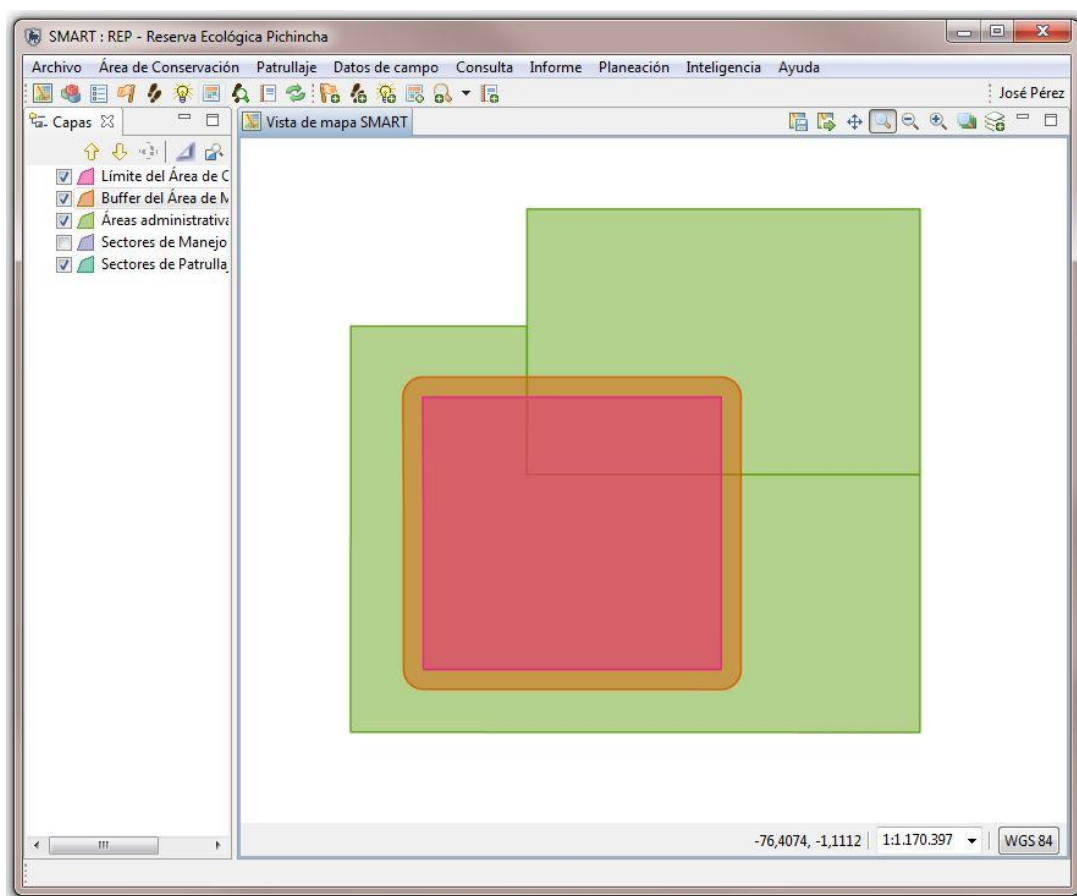 SMART : REP - Reserva Ecológica Pichincha
Archivo Área de Conservación Patrullaje Datos de campo Consulta Informe Planeación Inteligencia Ayuda
José Pérez
Capas
Vista de mapa SMART
Límite del Área de C
Buffer del Área de M
Áreas administrativa
Sectores de Manejo
Sectores de Patrulla
-76,4074, -1,1112 1:1.170.397 WGS 84